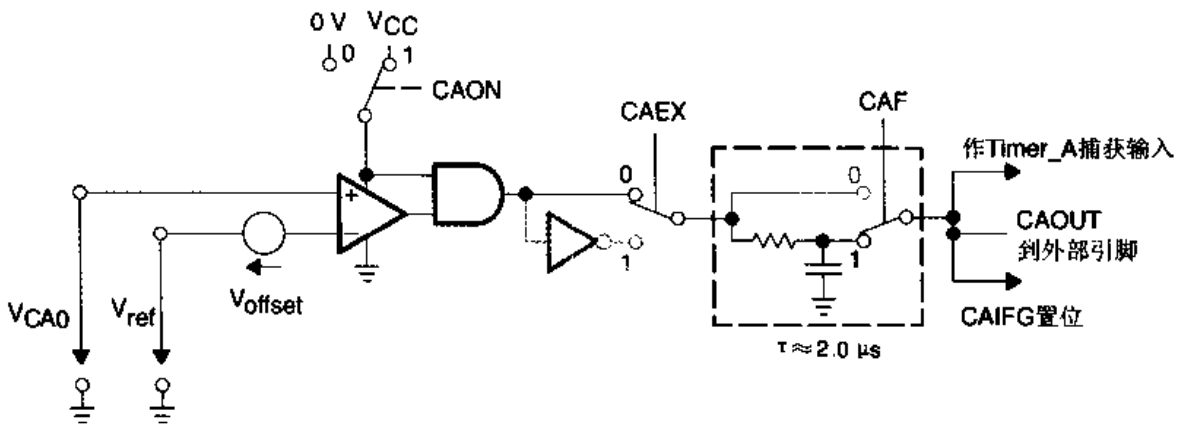 0 V VCC
0 1
CAON
CAEX
CAF
0
0
+
1
1
作Timer_A捕获输入
CAOUT
到外部引脚
CAIFG置位
VCA0
Vref
Voffset
τ≈2.0 μs